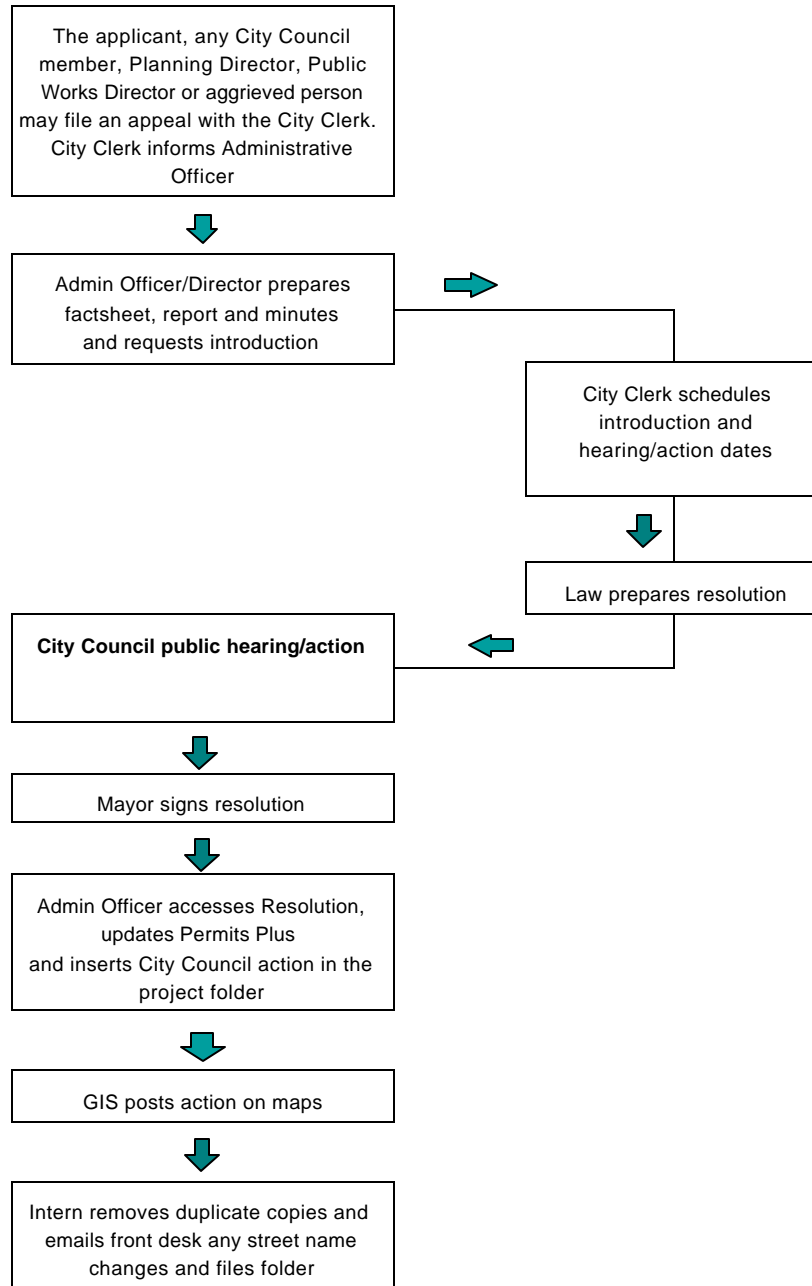 The applicant, any City Council
member, Planning Director, Public
Works Director or aggrieved person
may file an appeal with the City Clerk.
City Clerk informs Administrative
Officer
Admin Officer/Director prepares
factsheet, report and minutes
and requests introduction
City Clerk schedules
introduction and
hearing/action dates
Law prepares resolution
City Council public hearing/action
Mayor signs resolution
Admin Officer accesses Resolution,
updates Permits Plus
and inserts City Council action in the
project folder
GIS posts action on maps
Intern removes duplicate copies and
emails front desk any street name
changes and files folder